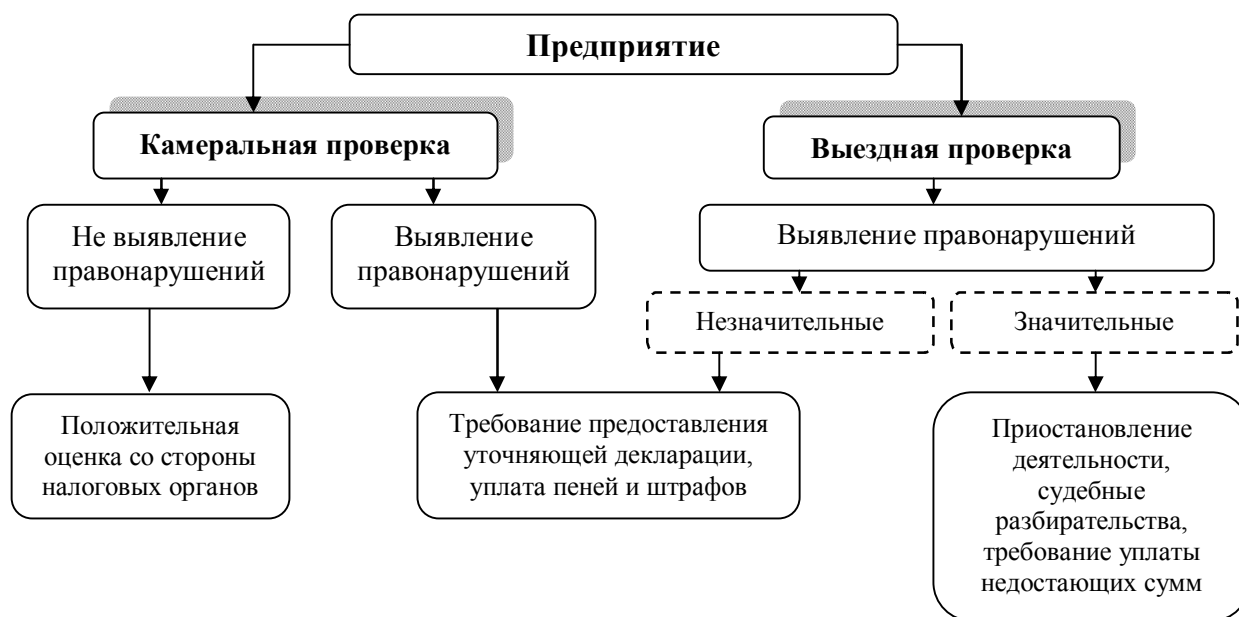 Предприятие
Камеральная проверка
Выездная проверка
Не выявление
правонарушений
Выявление
правонарушений
Выявление правонарушений
Незначительные
Значительные
Положительная
оценка со стороны
налоговых органов
Требование предоставления
уточняющей декларации,
уплата пеней и штрафов
Приостановление
деятельности,
судебные
разбирательства,
требование уплаты
недостающих сумм